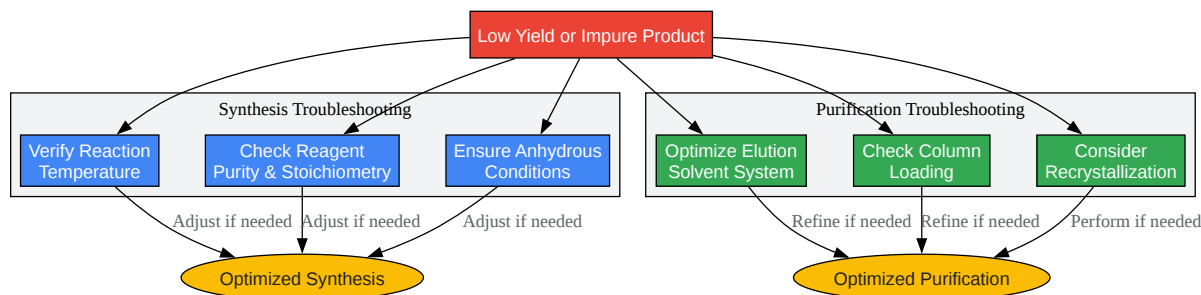 Low Yield or Impure Product
Synthesis Troubleshooting
Purification Troubleshooting
Verify Reaction
Temperature
Check Reagent
Purity & Stoichiometry
Ensure Anhydrous
Conditions
Optimize Elution
Solvent System
Check Column
Loading
Consider
Recrystallization
Adjust if needed
Adjust if needed
Adjust if needed
Refine if needed
Refine if needed
Perform if needed
Optimized Synthesis
Optimized Purification